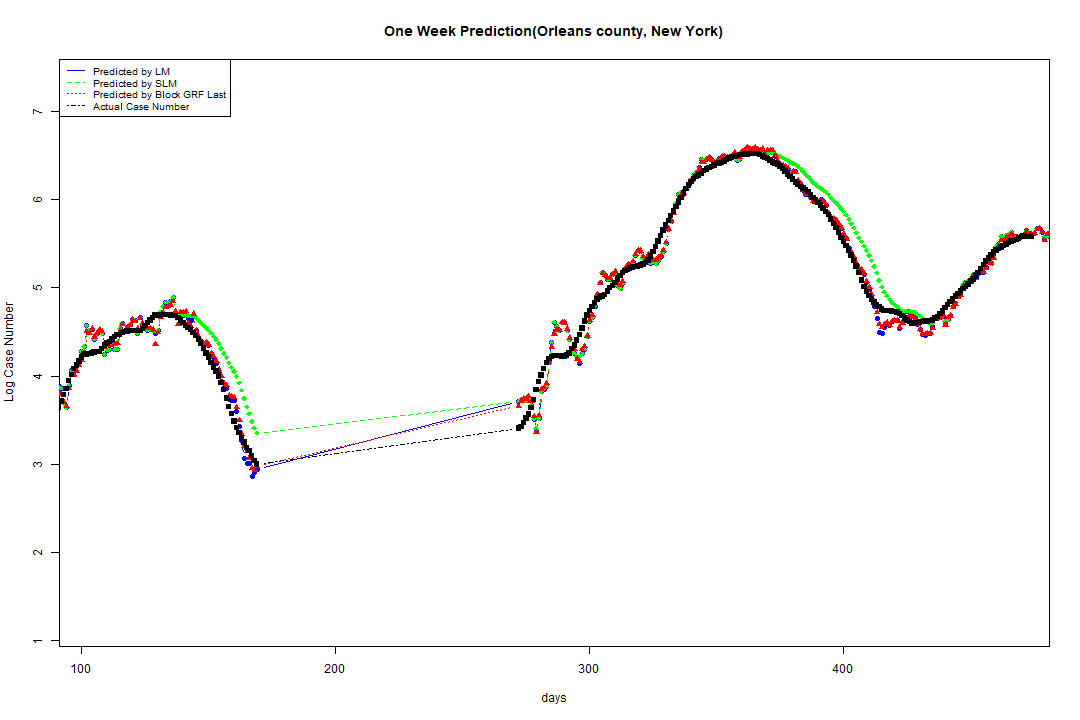 One Week Prediction(Orleans county, New York)
Predicted by LM
Predicted by SLM
Predicted by Block GRF Last
Actual Case Number
7
6
5
4
3
2
1
Log Case Number
100 200 300 400
days